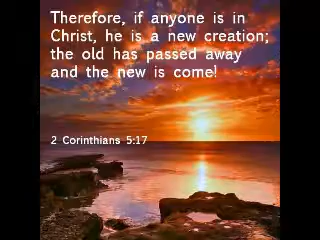 Therefore, if anyone is in
Christ, he is a new creation;
the old has passed away
and the new is come!
2 Corinthians 5:17